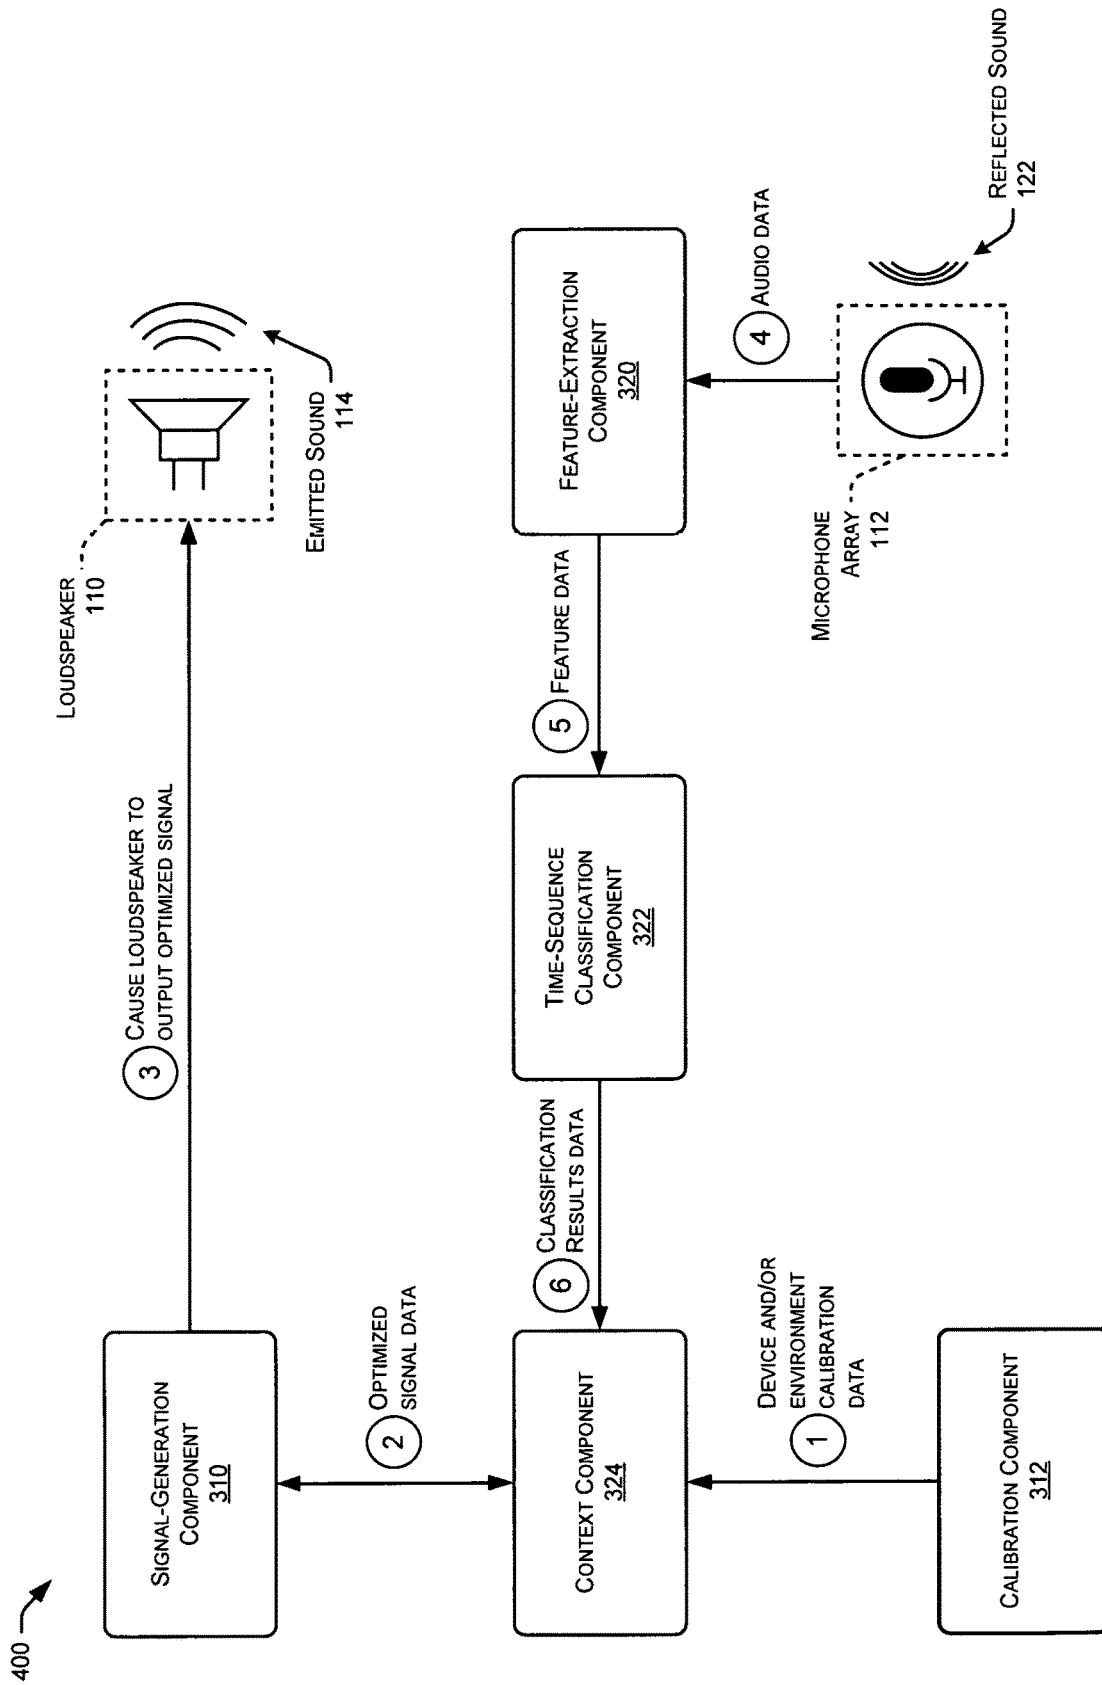 400
SIGNAL-GENERATION
COMPONENT
310
3
CAUSE LOUDSPEAKER TO
OUTPUT OPTIMIZED SIGNAL
LOUDSPEAKER
110
EMITTED SOUND
114
2
OPTIMIZED
SIGNAL DATA
CONTEXT COMPONENT
324
6
CLASSIFICATION
RESULTS DATA
TIME-SEQUENCE
CLASSIFICATION
COMPONENT
322
5
FEATURE DATA
FEATURE-EXTRACTION
COMPONENT
320
4
AUDIO DATA
1
DEVICE AND/OR
ENVIRONMENT
CALIBRATION
DATA
CALIBRATION COMPONENT
312
MICROPHONE
ARRAY
112
REFLECTED SOUND
122